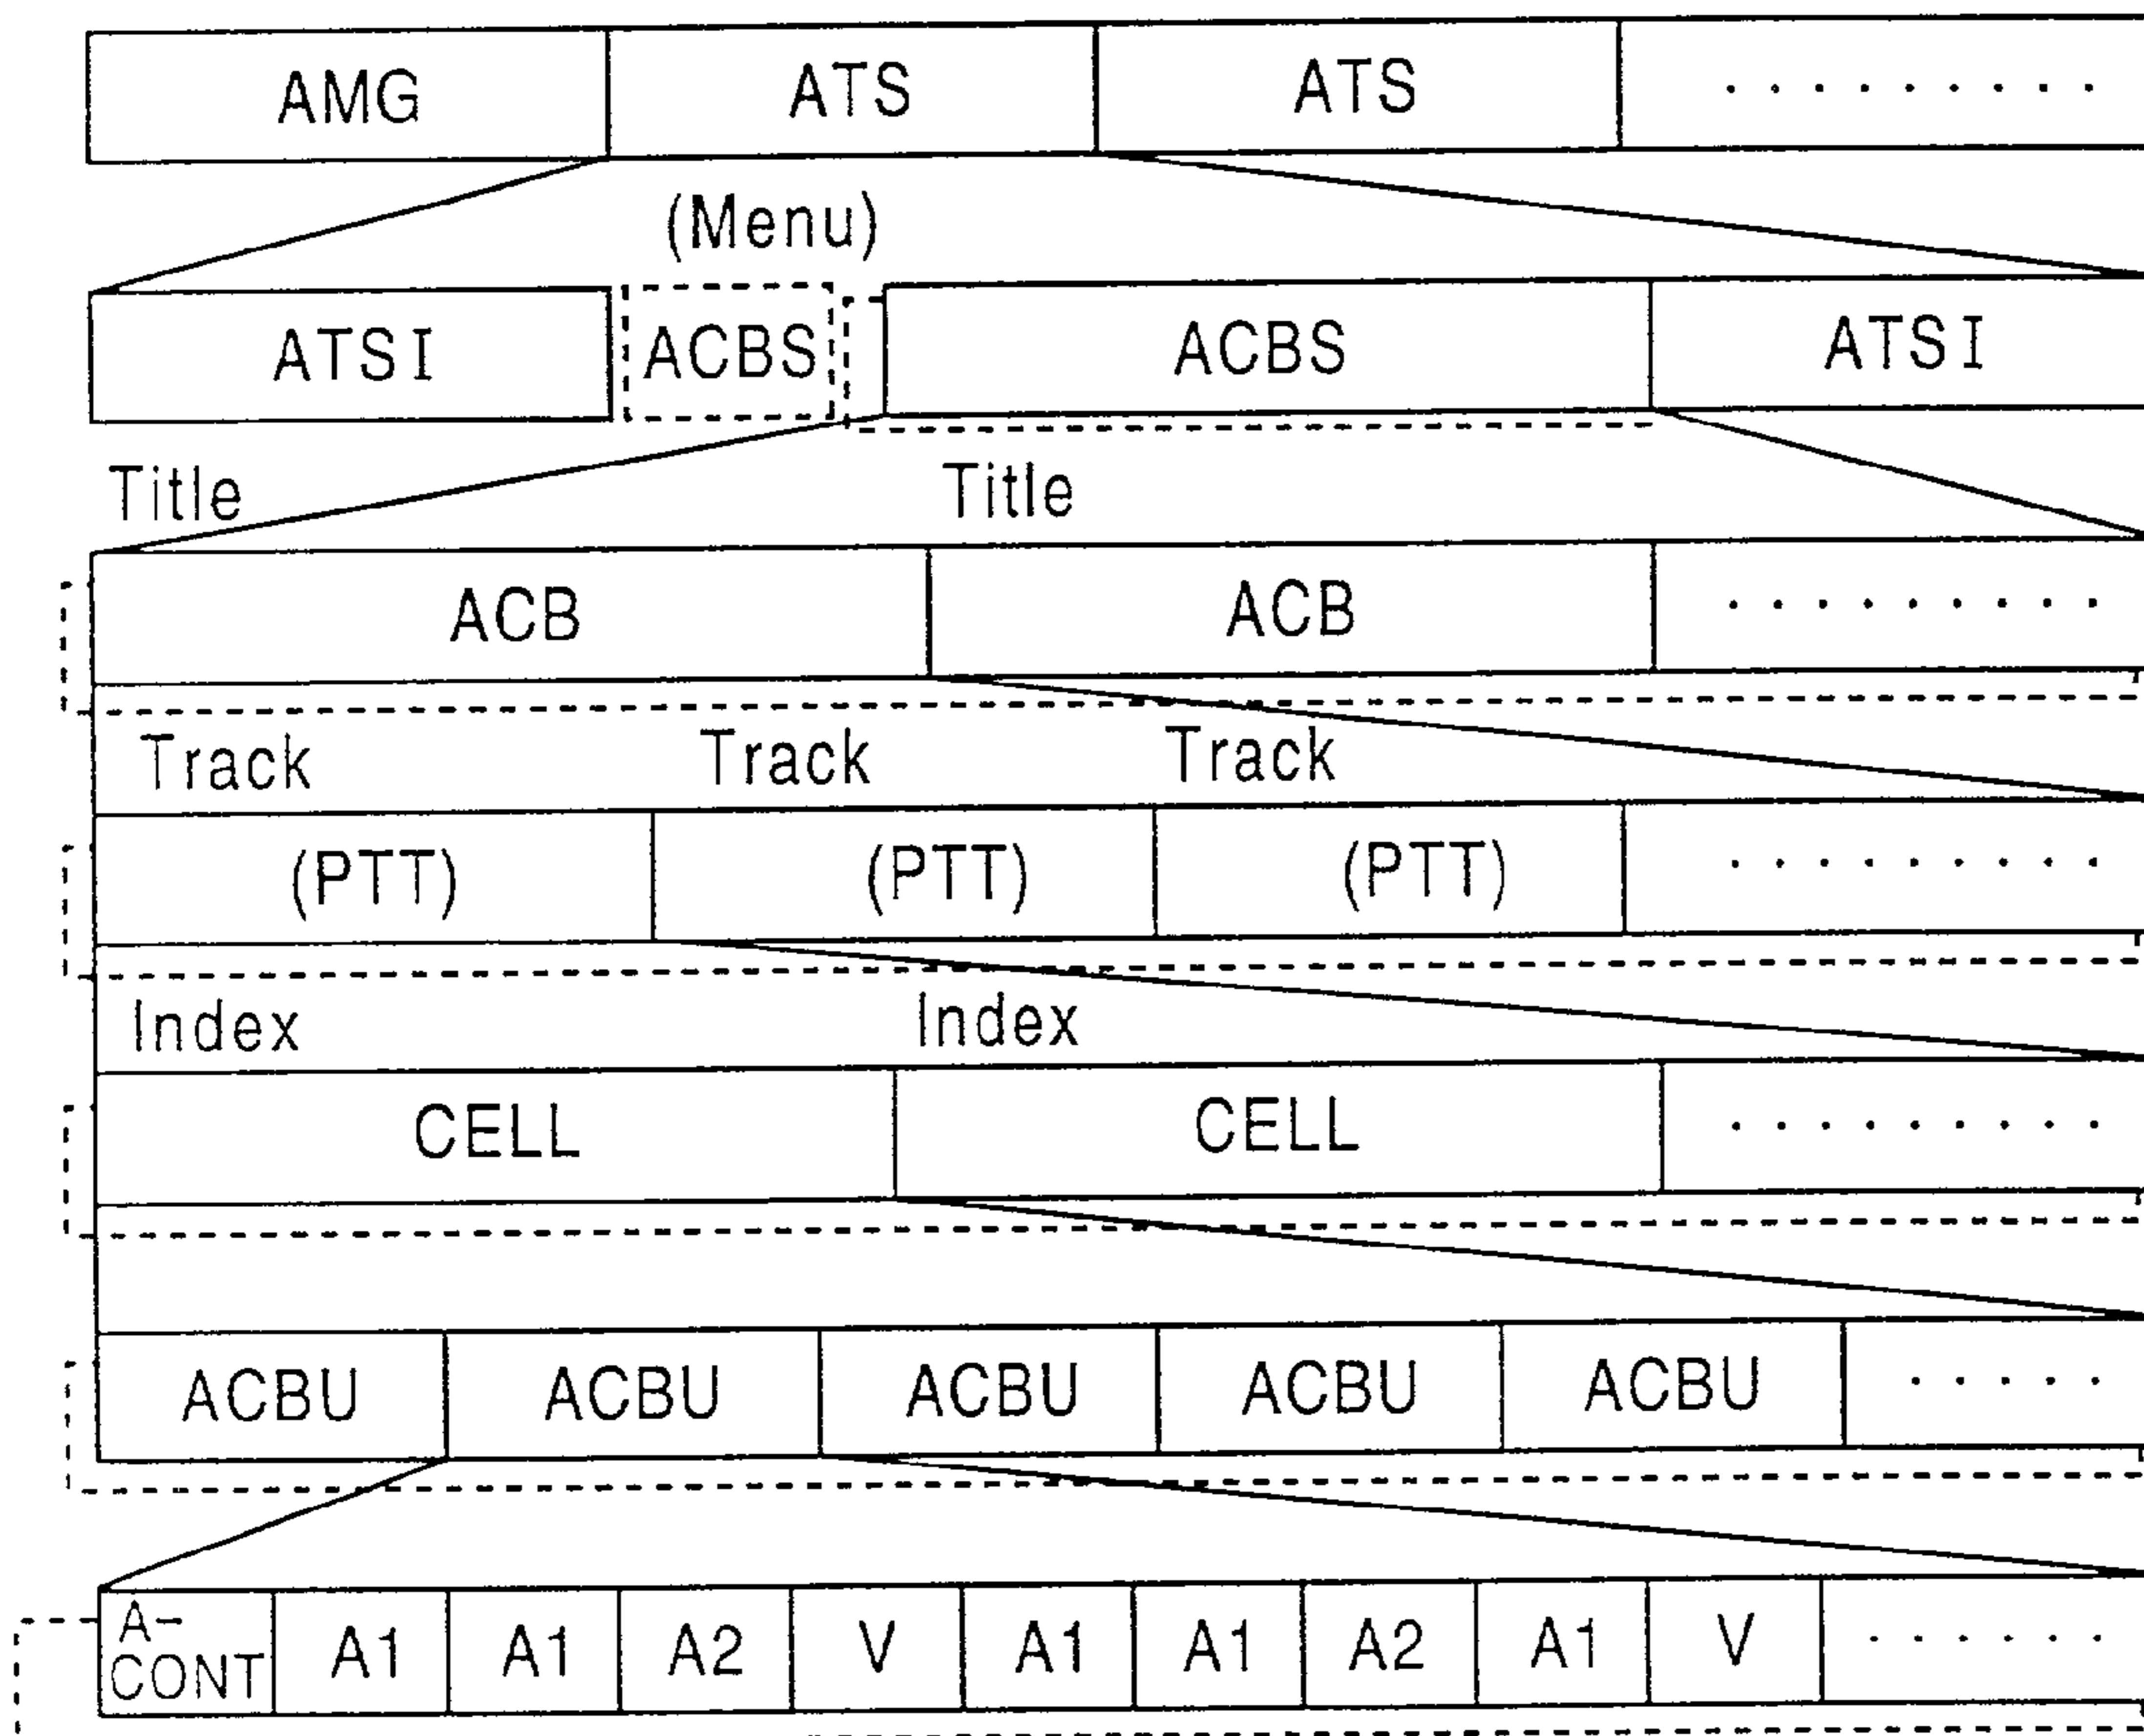 AMG ATS ATS .........
(Menu)
ATSI ACBS ACBS ATSI
Title Title
ACB ACB .........
Track Track Track
(PTT) (PTT) (PTT) .........
Index Index
CELL CELL .........
ACBU ACBU ACBU ACBU ACBU .....
A-
CONT A1 A1 A2 V A1 A1 A2 A1 V ......